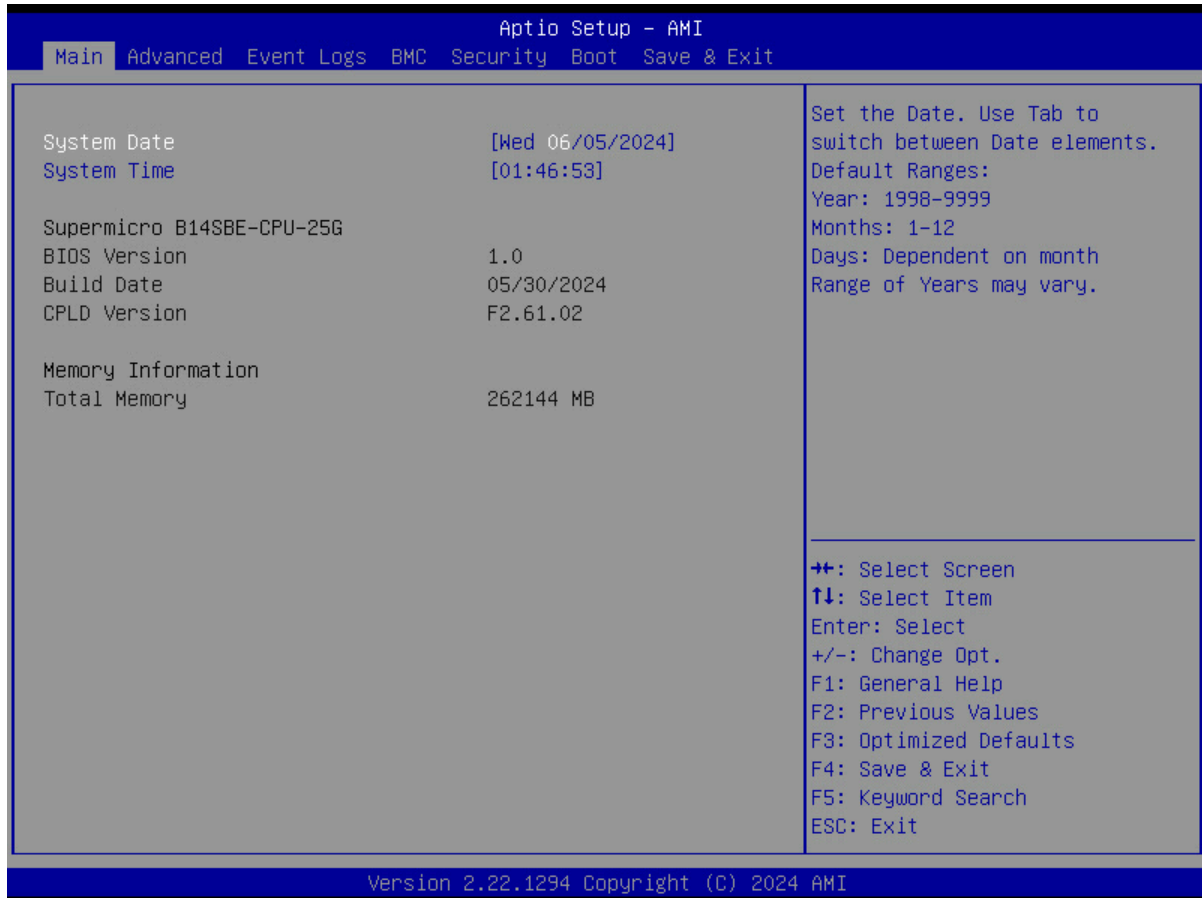 Aptio Setup - AMI
Main Advanced Event Logs BMC Security Boot Save & Exit
System Date [Wed 06/05/2024]
System Time [01:46:53]
Supermicro B14SBE-CPU-25G
BIOS Version 1.0
Build Date 05/30/2024
CPLD Version F2.61.02
Memory Information
Total Memory 262144 MB
Set the Date. Use Tab to
switch between Date elements.
Default Ranges:
Year: 1998-9999
Months: 1-12
Days: Dependent on month
Range of Years may vary.
→←: Select Screen
↑↓: Select Item
Enter: Select
+/-: Change Opt.
F1: General Help
F2: Previous Values
F3: Optimized Defaults
F4: Save & Exit
F5: Keyword Search
ESC: Exit
Version 2.22.1294 Copyright (C) 2024 AMI